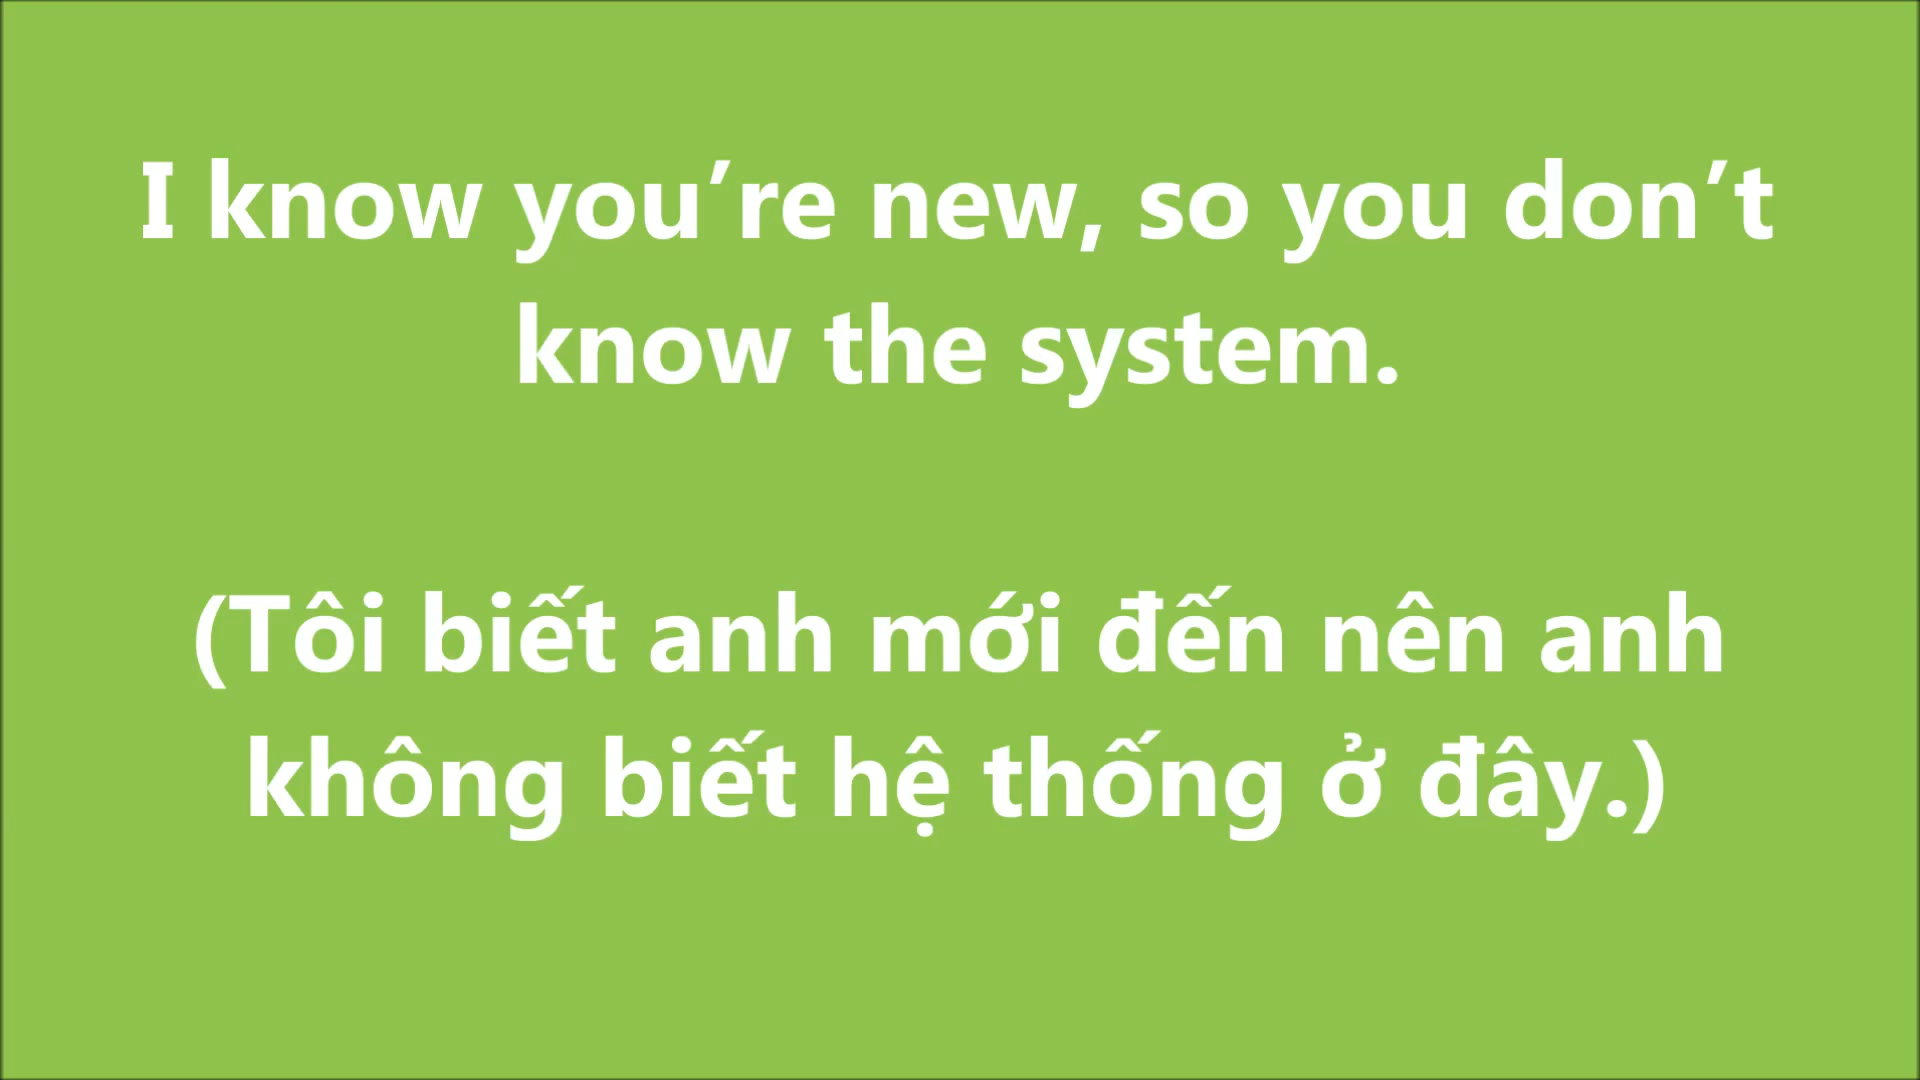 I know you’re new, so you don’t
know the system.
(Tôi biết anh mới đến nên anh
không biết hệ thống ở đây.)